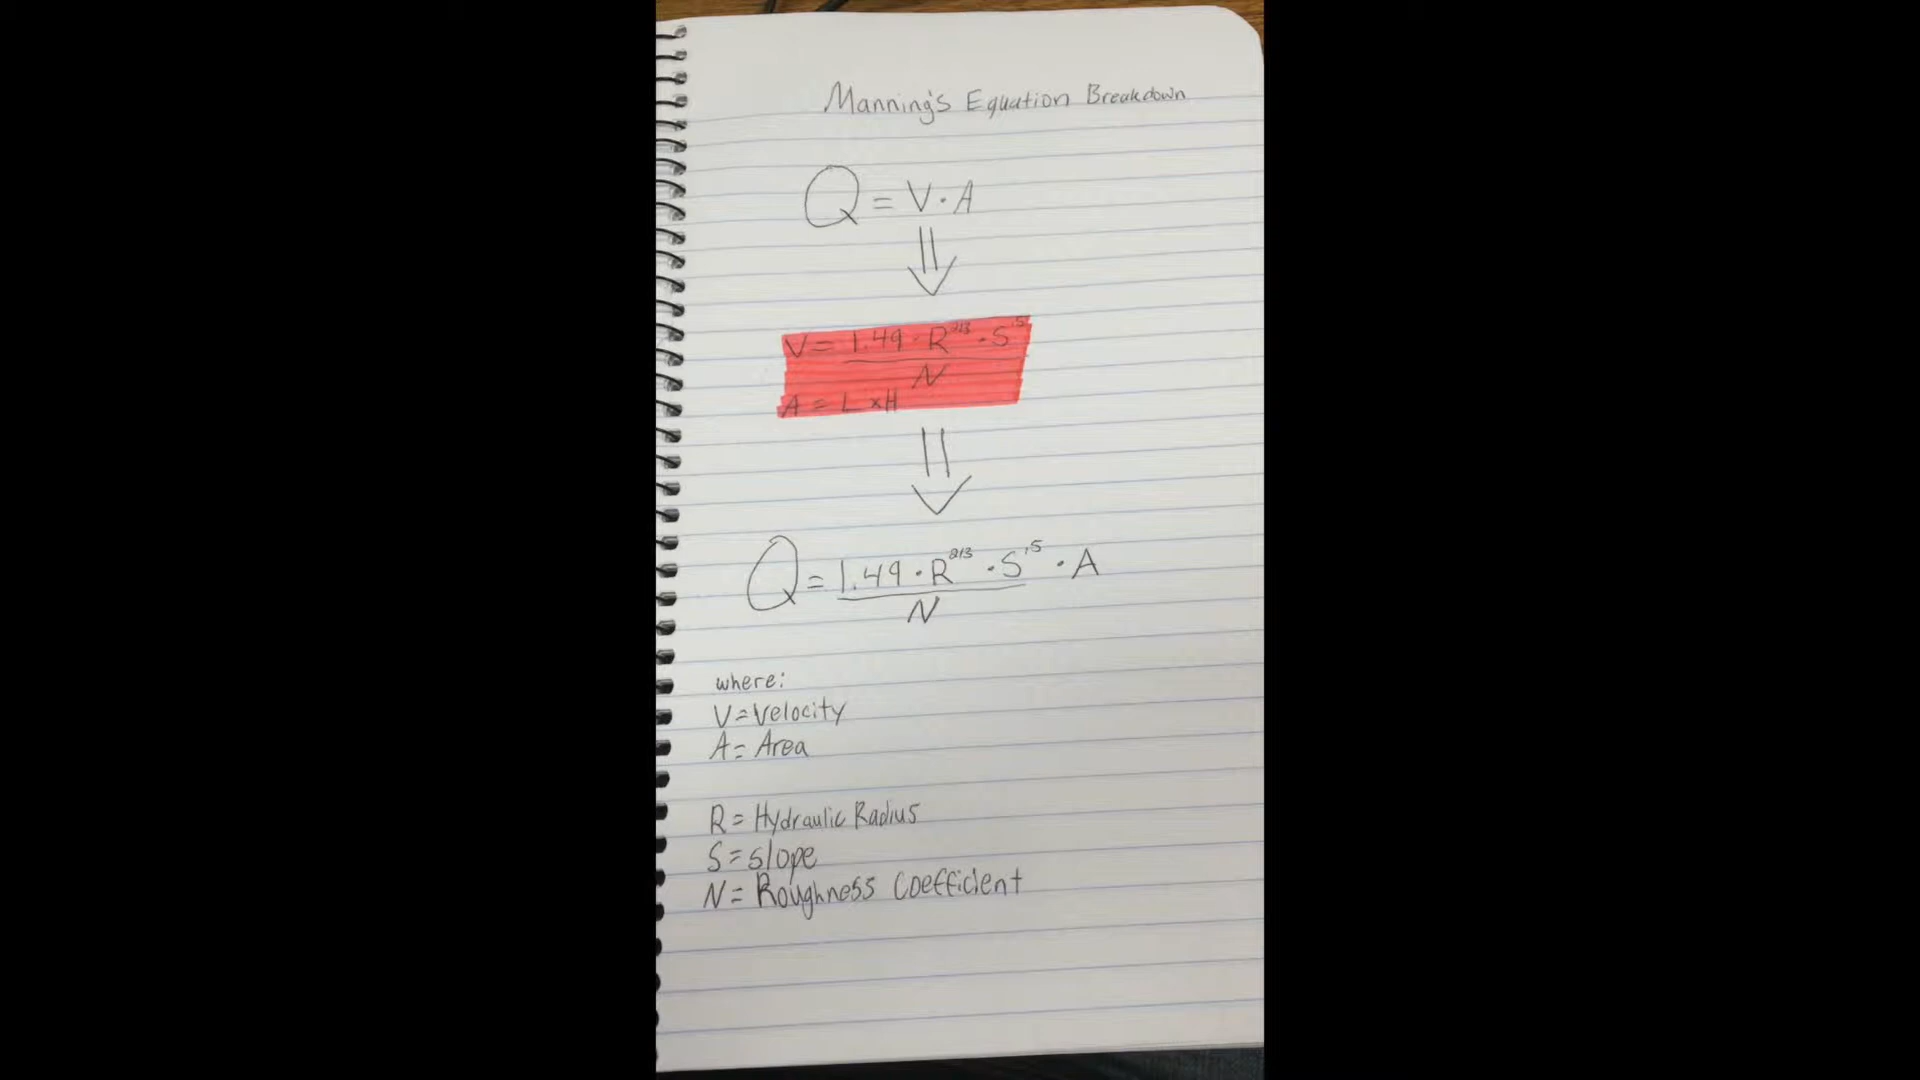 Manning's Equation Breakdown
Q = V · A
V = 1.49 · R^2/3 · S^.5
N
A = L x H
Q = 1.49 · R^2/3 · S^.5 · A
N
where:
V = Velocity
A = Area
R = Hydraulic Radius
S = slope
N = Roughness Coefficient